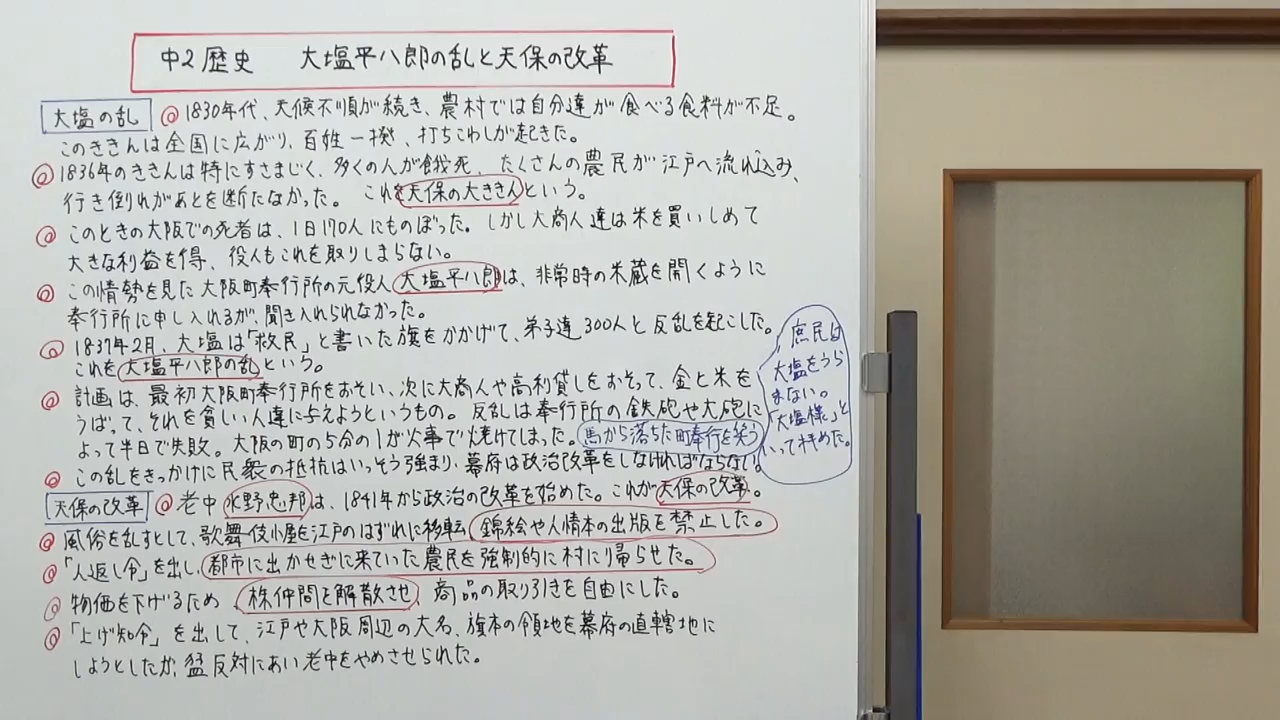 中2歴史 大塩平八郎の乱と天保の改革
大塩の乱 @ 1830年代、天候不順が続き、農村では自分達が食べる食料が不足。
このききんは全国に広がり、百姓一揆、打ちこわしが起きた。
@ 1836年のききんは特にすさまじく、多くの人が餓死、たくさんの農民が江戸へ流れ込み、
行き倒れがあとを断たなかった。 これを天保の大ききんという。
@ このときの大阪での死者は、1日170人にものぼった。しかし大商人達は米を買いしめて
大きな利益を得、役人もこれを取りしまらない。
@ この情勢を見た大阪町奉行所の元役人大塩平八郎は、非常時の米蔵を開くように
奉行所に申し入れるが、聞き入れられなかった。
@ 1837年2月、大塩は「救民」と書いた旗をかかげて、弟子達300人と反乱を起こした。
これを大塩平八郎の乱という。
@ 計画は、最初大阪町奉行所をおそい、次に大商人や高利貸しをおそって、金と米を
うばって、それを貧しい人達に与えようというもの。反乱は奉行所の鉄砲や大砲に
よって半日で失敗。大阪の町の5分の1が火事で焼けてしまった。馬から落ちた町奉行を笑う
@ この乱をきっかけに民衆の抵抗はいっそう強まり、幕府は政治改革をしなければならない。
庶民は
大塩をうら
まない。
「大塩様」と
いって拝めた。
天保の改革 @ 老中水野忠邦は、1841年から政治の改革を始めた。これが天保の改革。
@ 風俗を乱すとして、歌舞伎小屋を江戸のはずれに移転、錦絵や人情本の出版を禁止した。
@ 「人返し令」を出し、都市に出かせぎに来ていた農民を強制的に村に帰らせた。
@ 物価を下げるため、株仲間を解散させ、商品の取り引きを自由にした。
@ 「上げ知令」を出して、江戸や大阪周辺の大名、旗本の領地を幕府の直轄地に
しようとしたが、猛反対にあい老中をやめさせられた。